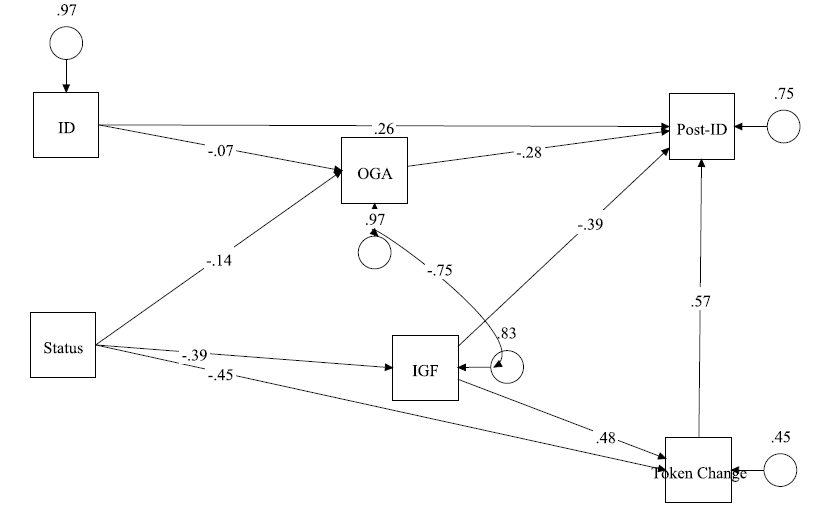 .97
ID
.26
Post-ID
.75
-.07
OGA
-.28
.97
-.39
-.14
-.75
.57
Status
-.39
-.45
IGF
.83
.48
Token Change
.45